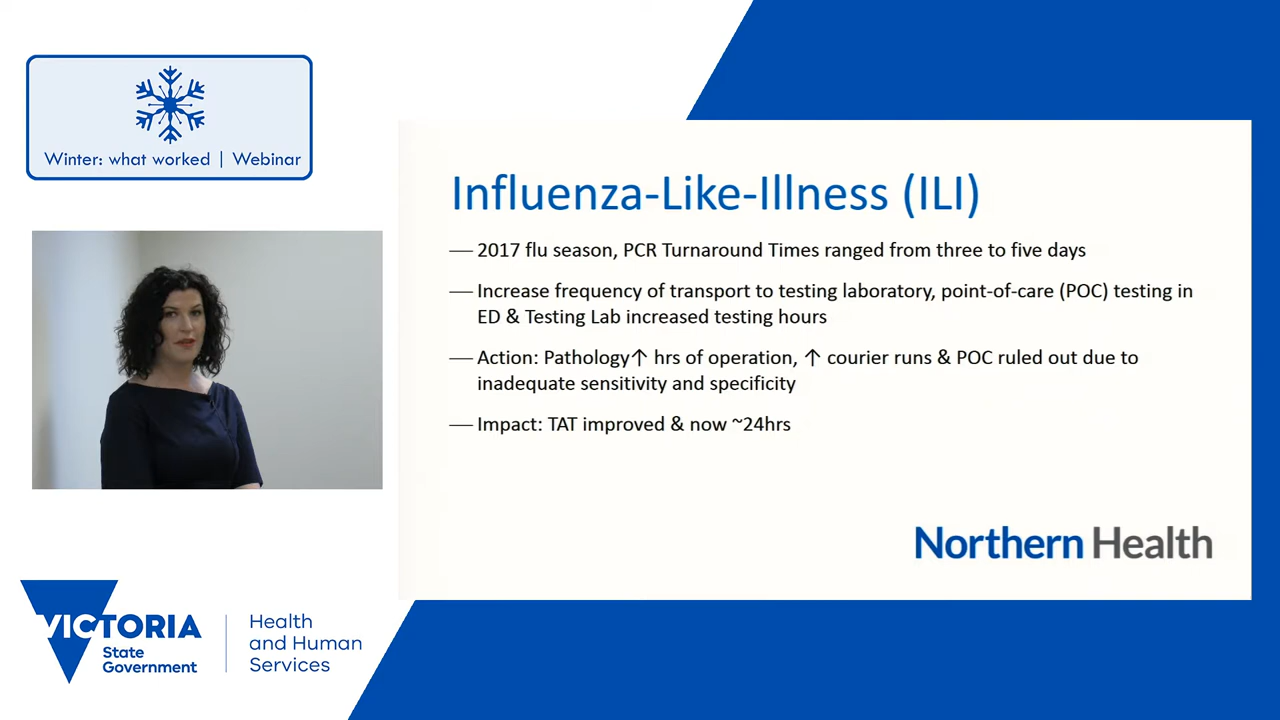 Winter: what worked | Webinar
Influenza-Like-Illness (ILI)
— 2017 flu season, PCR Turnaround Times ranged from three to five days
— Increase frequency of transport to testing laboratory, point-of-care (POC) testing in
ED & Testing Lab increased testing hours
— Action: Pathology↑ hrs of operation, ↑ courier runs & POC ruled out due to
inadequate sensitivity and specificity
— Impact: TAT improved & now ~24hrs
Northern Health
VICTORIA
State
Government
Health
and Human
Services